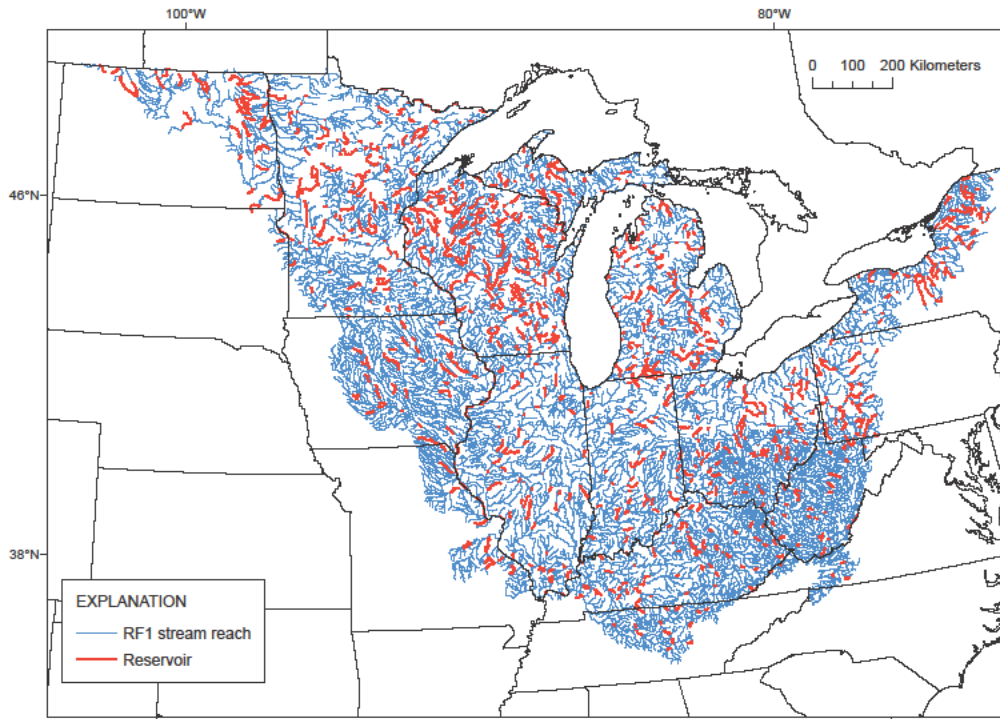 100°W
80°W
0 100 200 Kilometers
46°N
38°N
EXPLANATION
RF1 stream reach
Reservoir